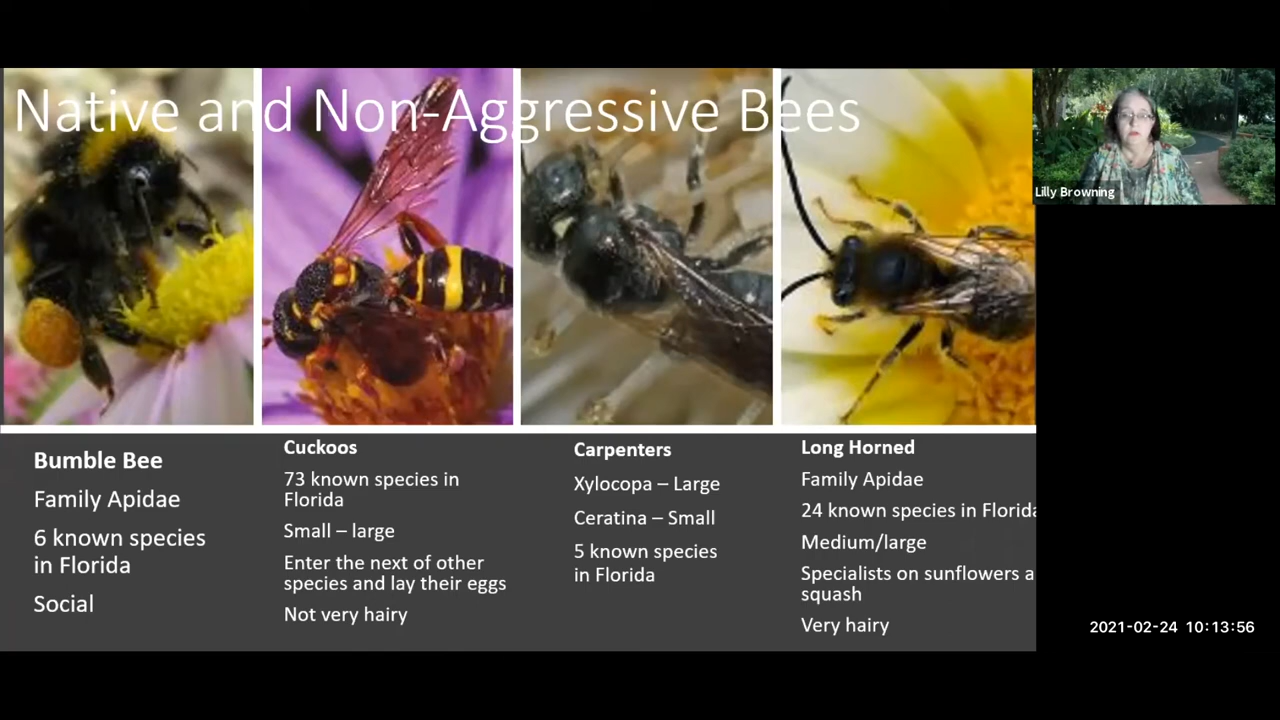 Native and Non-Aggressive Bees
Lilly Browning
Bumble Bee
Family Apidae
6 known species
in Florida
Social
Cuckoos
73 known species in
Florida
Small – large
Enter the next of other
species and lay their eggs
Not very hairy
Carpenters
Xylocopa – Large
Ceratina – Small
5 known species
in Florida
Long Horned
Family Apidae
24 known species in Florida
Medium/large
Specialists on sunflowers a
squash
Very hairy
2021-02-24 10:13:56